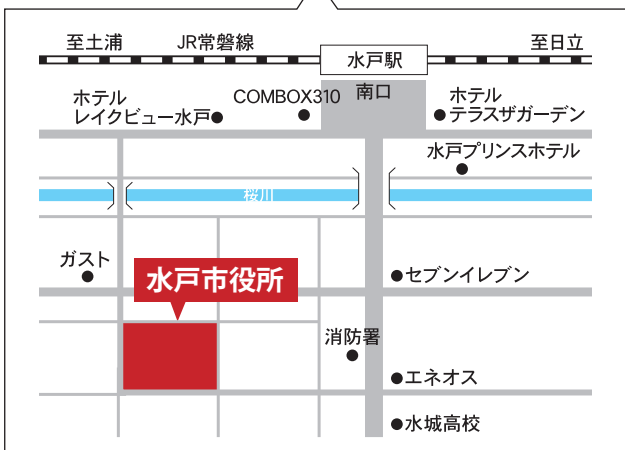 至土浦
JR常磐線
水戸駅
至日立
南口
ホテル
レイクビュー水戸
COMBOX310
ホテル
テラスザガーデン
水戸プリンスホテル
桜川
ガスト
水戸市役所
セブンイレブン
消防署
エネオス
水城高校